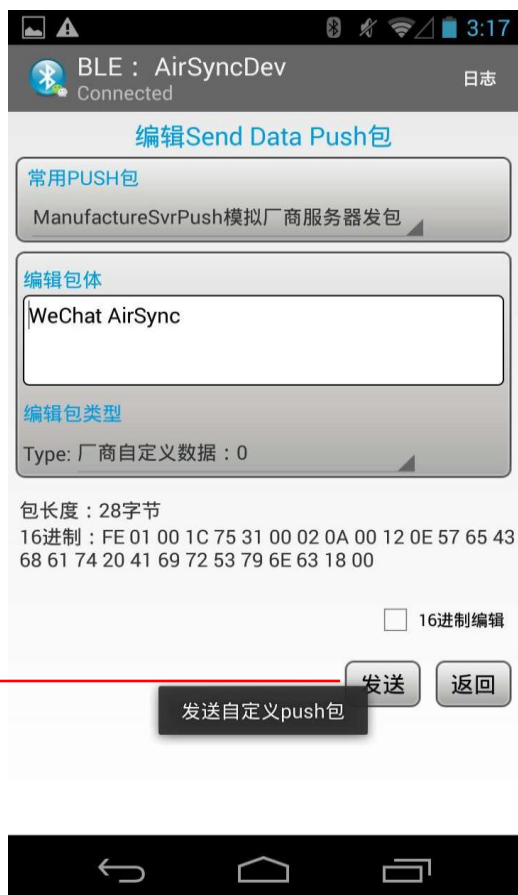 3:17
BLE： AirSyncDev
Connected
日志
编辑Send Data Push包
常用PUSH包
ManufactureSvrPush模拟厂商服务器发包
编辑包体
WeChat AirSync
编辑包类型
Type: 厂商自定义数据：0
包长度：28字节
16进制：FE 01 00 1C 75 31 00 02 0A 00 12 0E 57 65 43
68 61 74 20 41 69 72 53 79 6E 63 18 00
16进制编辑
发送
返回
发送自定义push包